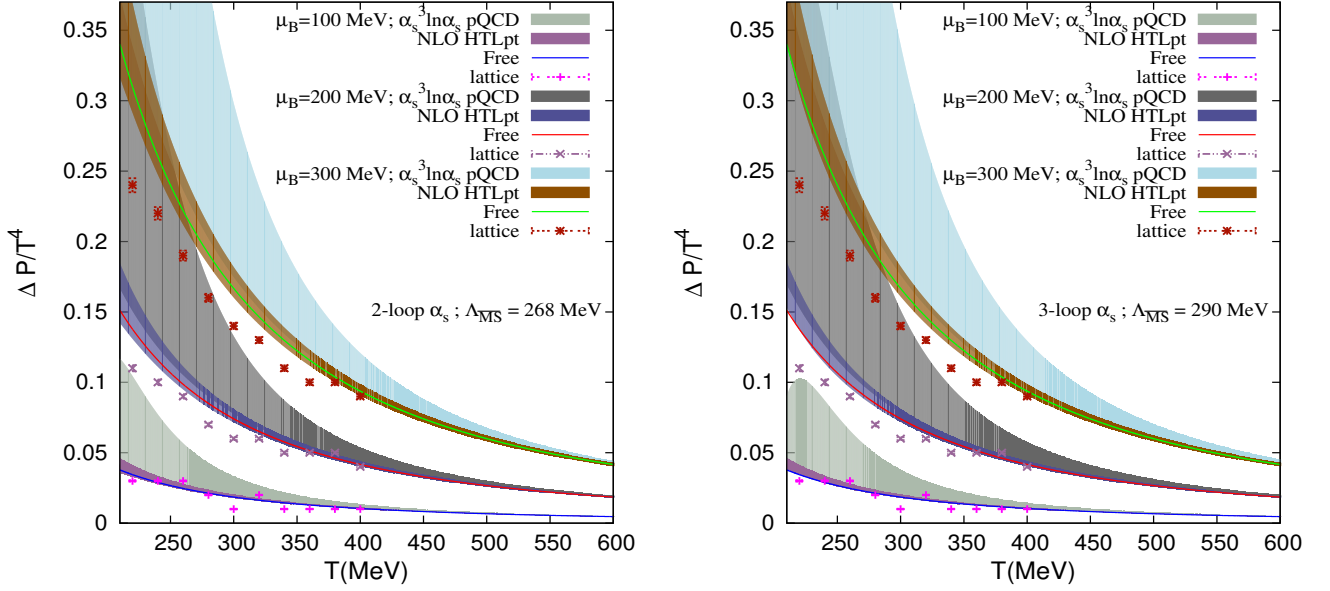 μB=100 MeV; αs³lnαs pQCD
NLO HTLpt
Free
lattice
μB=200 MeV; αs³lnαs pQCD
NLO HTLpt
Free
lattice
μB=300 MeV; αs³lnαs pQCD
NLO HTLpt
Free
lattice
2-loop αs ; ΛMS = 268 MeV
Δ P/T⁴
0.35
0.3
0.25
0.2
0.15
0.1
0.05
0
250 300 350 400 450 500 550 600
T(MeV)
μB=100 MeV; αs³lnαs pQCD
NLO HTLpt
Free
lattice
μB=200 MeV; αs³lnαs pQCD
NLO HTLpt
Free
lattice
μB=300 MeV; αs³lnαs pQCD
NLO HTLpt
Free
lattice
3-loop αs ; ΛMS = 290 MeV
Δ P/T⁴
0.35
0.3
0.25
0.2
0.15
0.1
0.05
0
250 300 350 400 450 500 550 600
T(MeV)